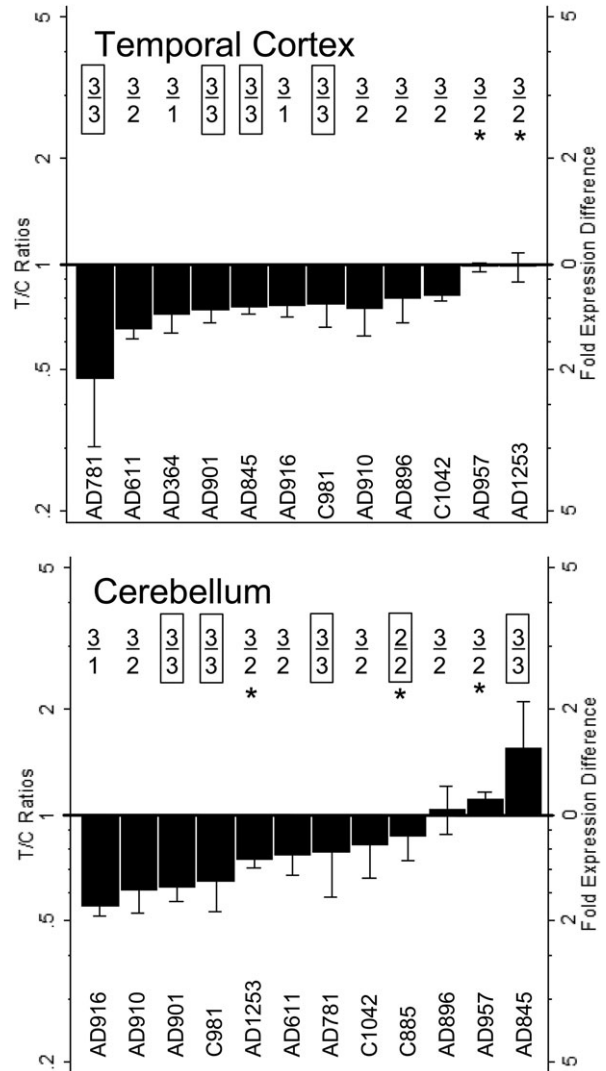 Temporal Cortex
5
2
1
.5
.2
T/C Ratios
3 3 3 3 3 3 3 3 3 3 3 3
3 2 1 3 3 1 3 2 2 2 2 2
* *
5
2
0
2
5
Fold Expression Difference
AD781 AD611 AD364 AD901 AD845 AD916 C981 AD910 AD896 C1042 AD957 AD1253
Cerebellum
5
2
1
.5
.2
T/C Ratios
3 3 3 3 3 3 3 3 2 3 3 3
1 2 3 3 2 2 3 2 2 2 2 3
* * *
5
2
0
2
5
Fold Expression Difference
AD916 AD910 AD901 C981 AD1253 AD611 AD781 C1042 C885 AD896 AD957 AD845